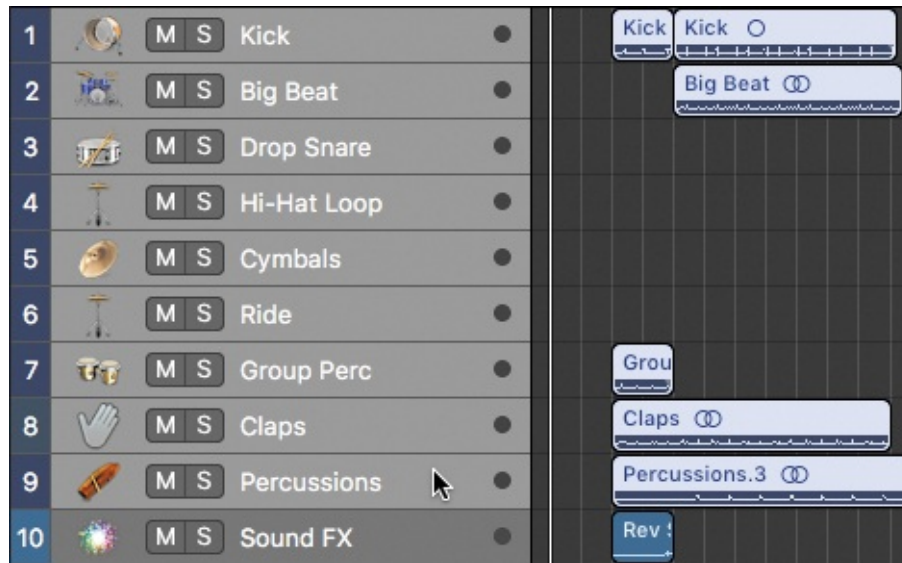 1 M S Kick Kick Kick
2 M S Big Beat Big Beat
3 M S Drop Snare
4 M S Hi-Hat Loop
5 M S Cymbals
6 M S Ride
7 M S Group Perc Grou
8 M S Claps Claps
9 M S Percussions Percussions.3
10 M S Sound FX Rev S